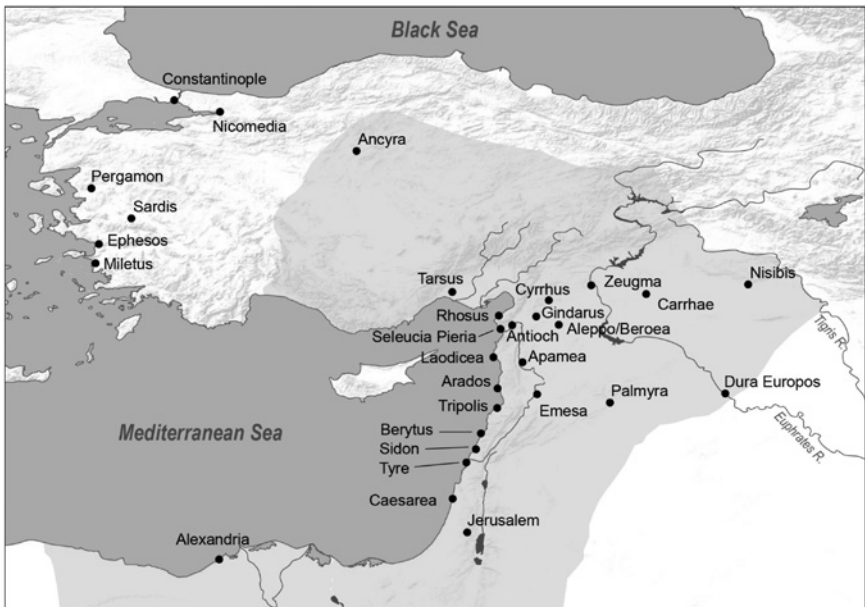 Black Sea
Constantinople
Nicomedia
Ancyra
Pergamon
Sardis
Ephesos
Miletus
Tarsus
Cyrrhus
Zeugma
Nisibis
Carrhae
Rhosus
Gindarus
Seleucia Pieria
Antioch
Aleppo/Beroea
Tigris R.
Laodicea
Apamea
Arados
Palmyra
Dura Europos
Tripolis
Emesa
Mediterranean Sea
Berytus
Sidon
Euphrates R.
Tyre
Caesarea
Jerusalem
Alexandria